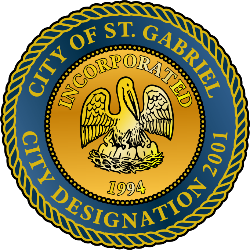 CITY OF ST. GABRIEL
INCORPORATED
1994
CITY DESIGNATION 2001